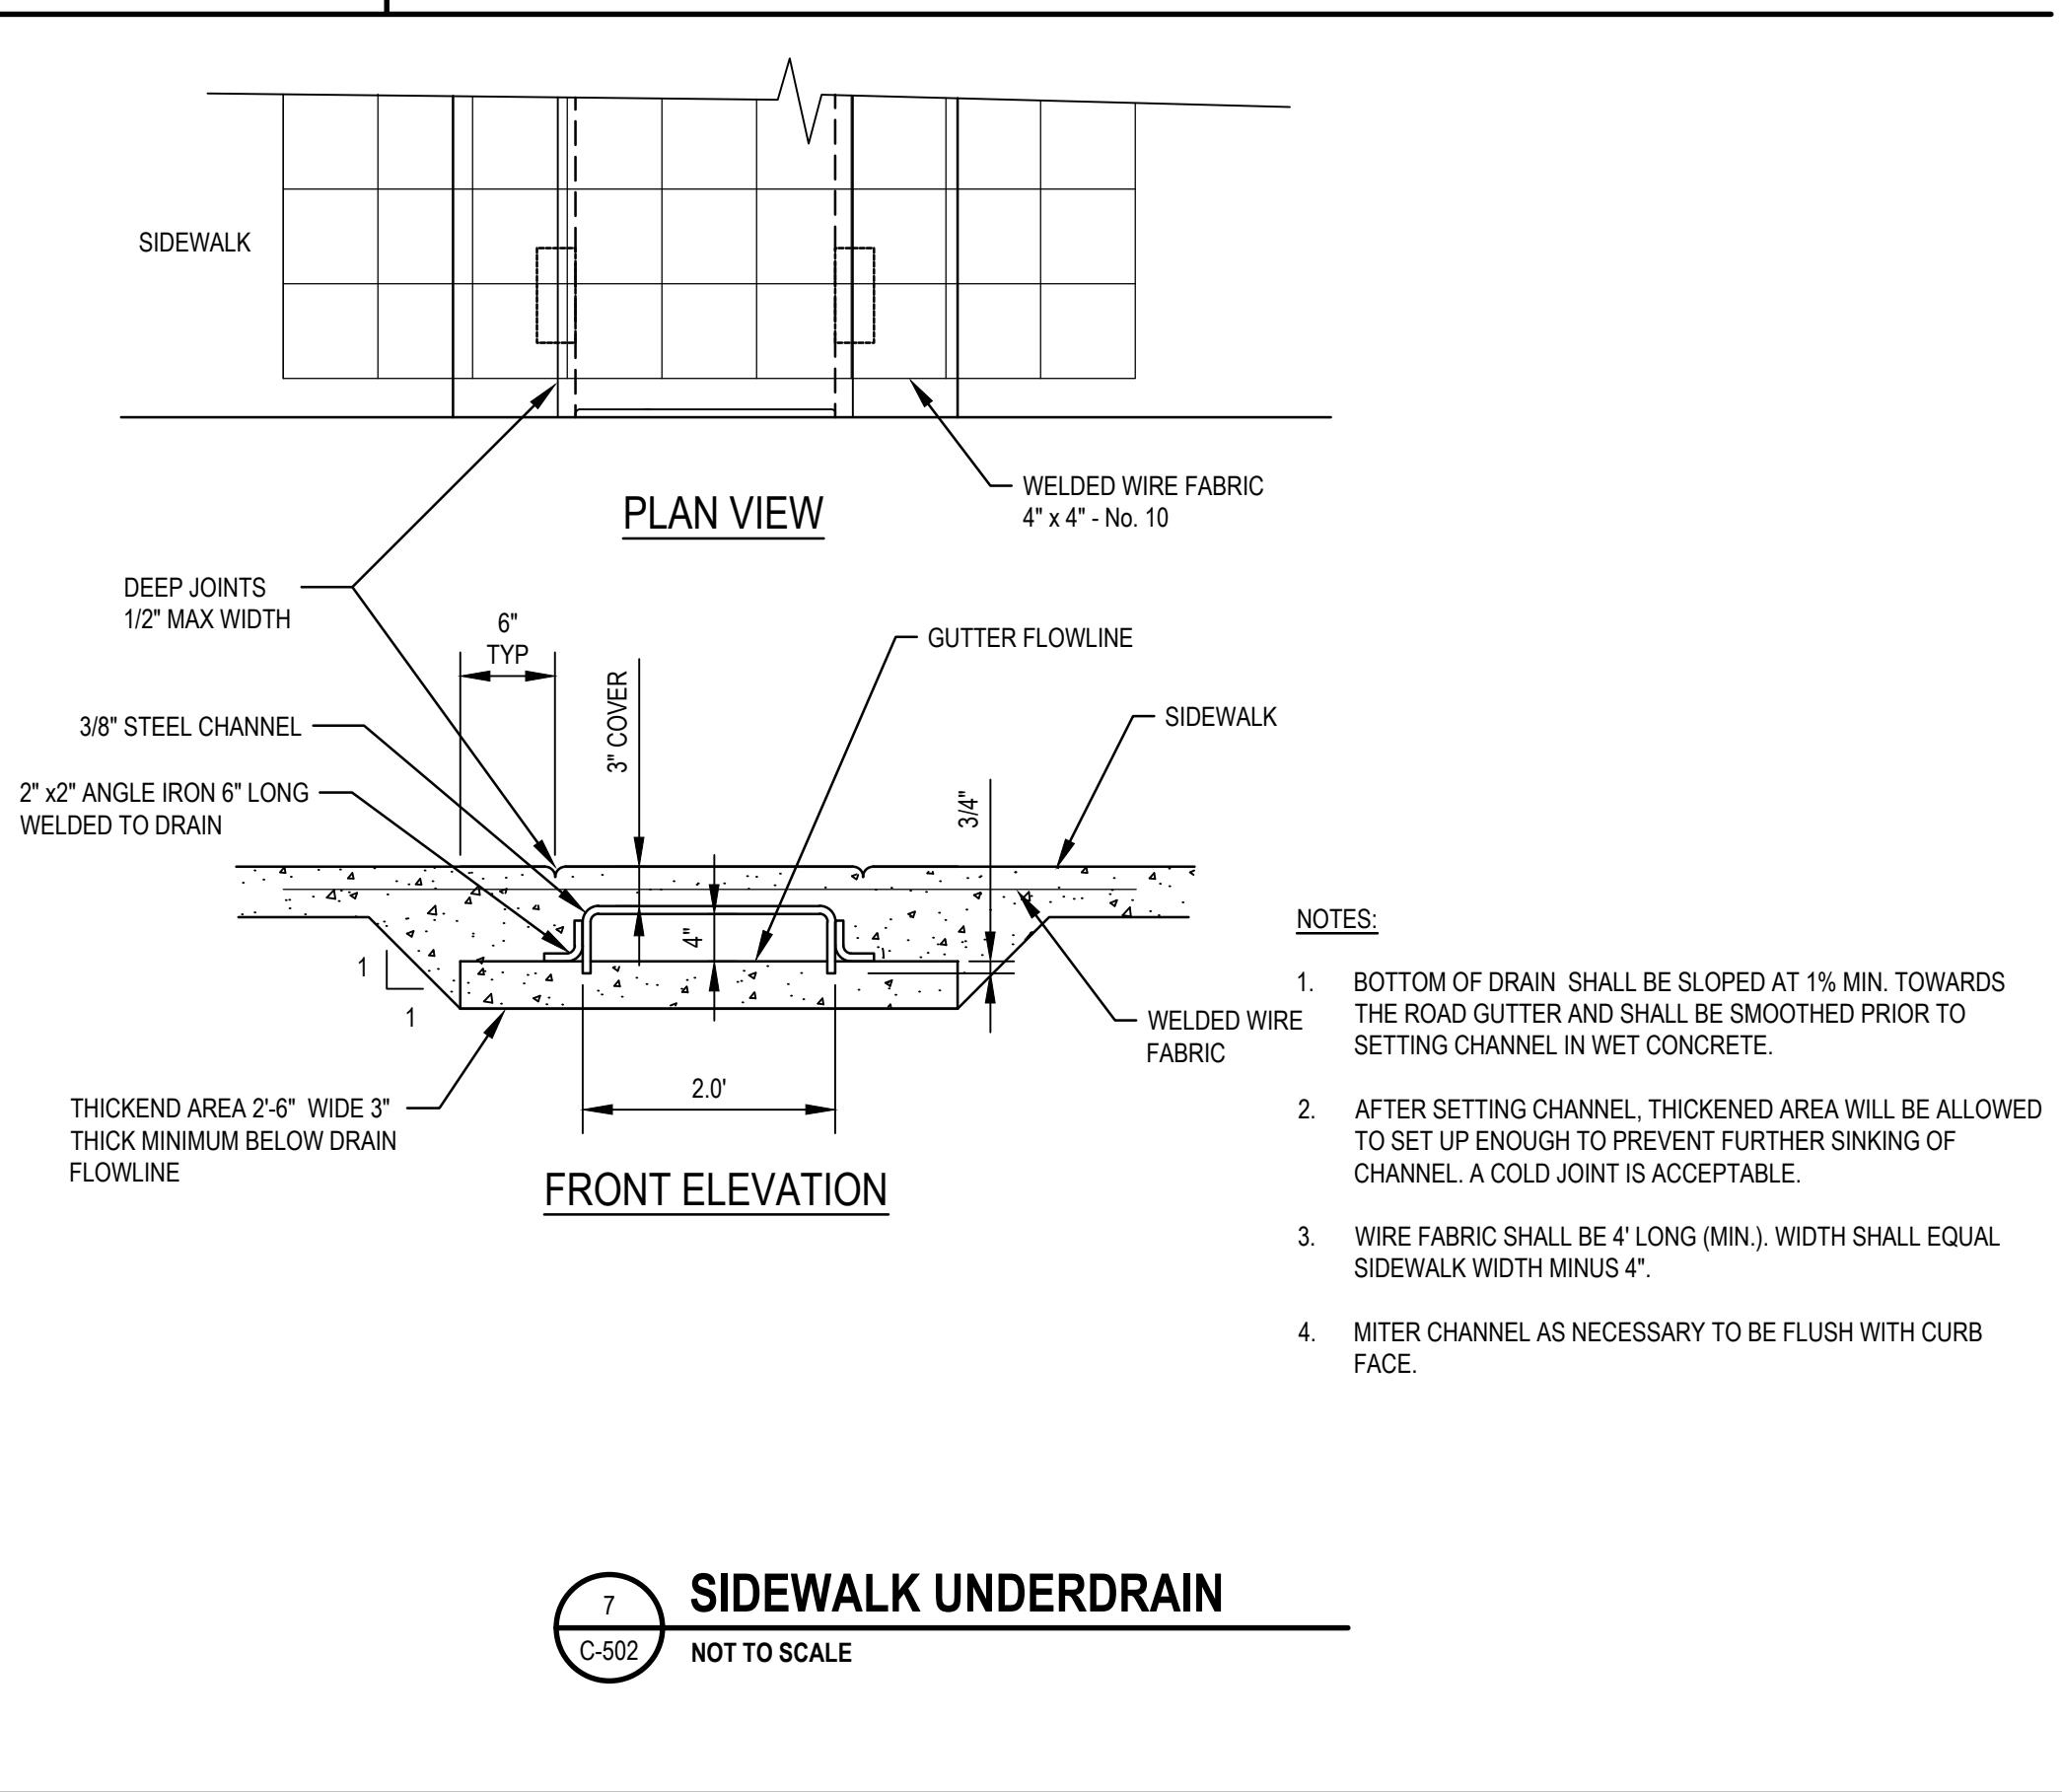 SIDEWALK
WELDED WIRE FABRIC
4" x 4" - No. 10
PLAN VIEW
DEEP JOINTS
1/2" MAX WIDTH
6"
TYP
GUTTER FLOWLINE
3" COVER
3/8" STEEL CHANNEL
SIDEWALK
2" x2" ANGLE IRON 6" LONG
WELDED TO DRAIN
3/4"
4"
1
1
WELDED WIRE
FABRIC
2.0'
THICKEND AREA 2'-6" WIDE 3"
THICK MINIMUM BELOW DRAIN
FLOWLINE
FRONT ELEVATION
NOTES:
1. BOTTOM OF DRAIN SHALL BE SLOPED AT 1% MIN. TOWARDS
THE ROAD GUTTER AND SHALL BE SMOOTHED PRIOR TO
SETTING CHANNEL IN WET CONCRETE.
2. AFTER SETTING CHANNEL, THICKENED AREA WILL BE ALLOWED
TO SET UP ENOUGH TO PREVENT FURTHER SINKING OF
CHANNEL. A COLD JOINT IS ACCEPTABLE.
3. WIRE FABRIC SHALL BE 4' LONG (MIN.). WIDTH SHALL EQUAL
SIDEWALK WIDTH MINUS 4".
4. MITER CHANNEL AS NECESSARY TO BE FLUSH WITH CURB
FACE.
7
C-502
SIDEWALK UNDERDRAIN
NOT TO SCALE